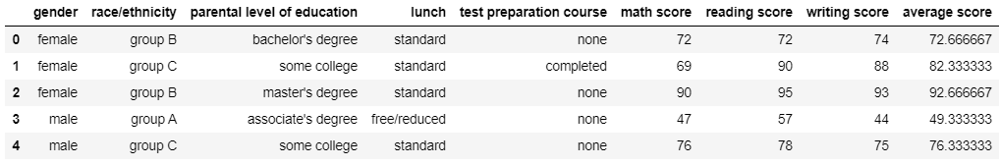 gender race/ethnicity parental level of education lunch test preparation course math score reading score writing score average score
0 female group B bachelor's degree standard none 72 72 74 72.666667
1 female group C some college standard completed 69 90 88 82.333333
2 female group B master's degree standard none 90 95 93 92.666667
3 male group A associate's degree free/reduced none 47 57 44 49.333333
4 male group C some college standard none 76 78 75 76.333333